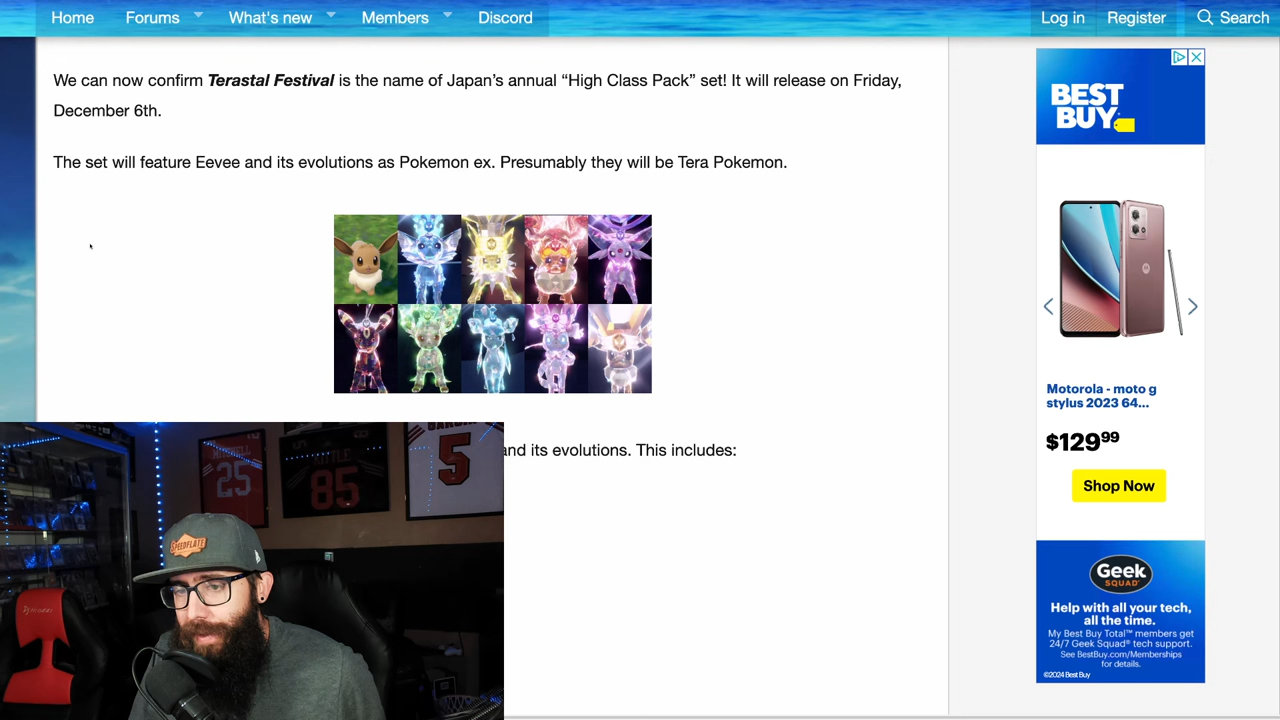 Home Forums What's new Members Discord Log in Register Search
We can now confirm Terastal Festival is the name of Japan's annual “High Class Pack” set! It will release on Friday,
December 6th.
The set will feature Eevee and its evolutions as Pokemon ex. Presumably they will be Tera Pokemon.
and its evolutions. This includes:
BEST
BUY
Motorola - moto g
stylus 2023 64...
$129.99
Shop Now
Geek
SQUAD
Help with all your tech,
all the time.
My Best Buy Total™ members get
24/7 Geek Squad® tech support.
See BestBuy.com/Memberships
for details.
©2024 Best Buy
25
KITTLE
85
5
SPEEDFLATE